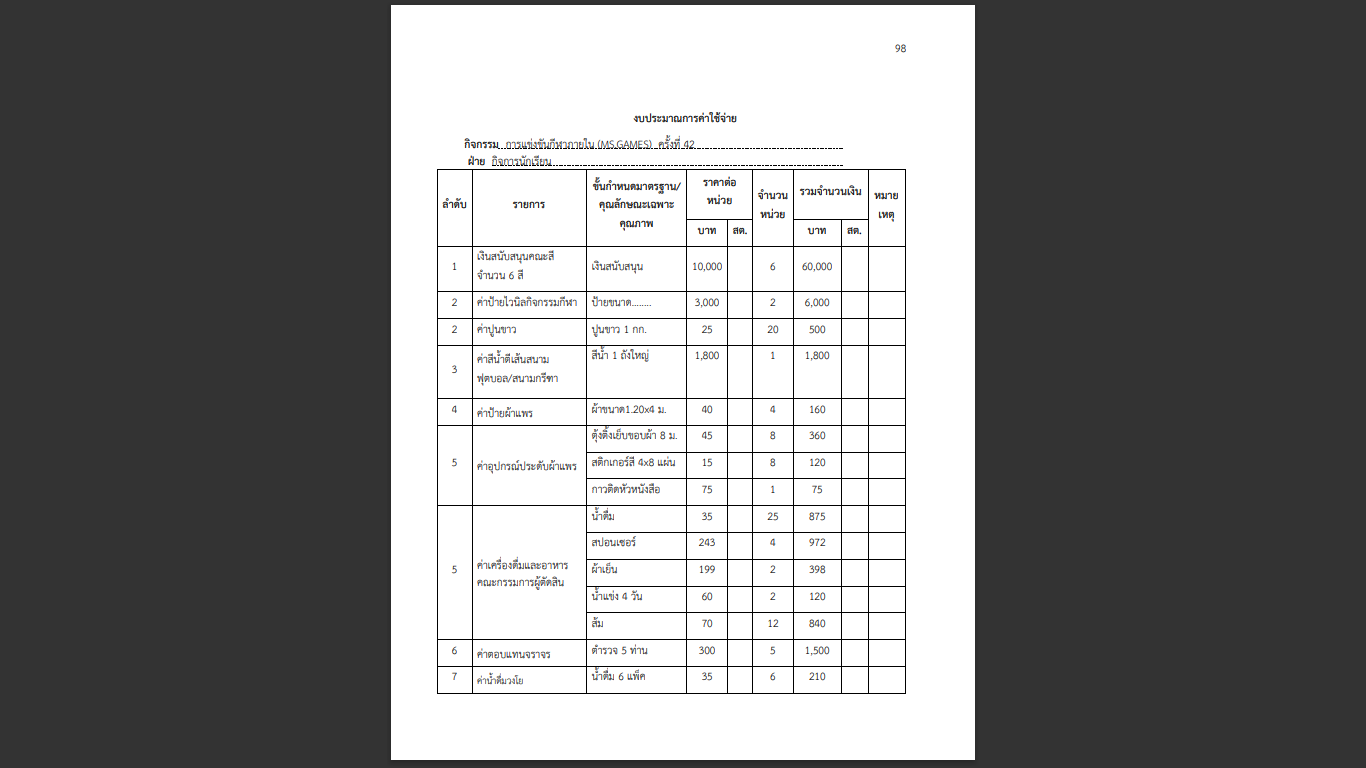 98
งบประมาณการค่าใช้จ่าย
กิจกรรม การแข่งขันกีฬาภายใน (MS.GAMES) ครั้งที่ 42
ฝ่าย กิจการนักเรียน
ลำดับ รายการ ขั้นกำหนดมาตรฐาน/ คุณลักษณะเฉพาะ คุณภาพ ราคาต่อ หน่วย จำนวน หน่วย รวมจำนวนเงิน หมาย เหตุ
บาท สต. บาท สต.
1 เงินสนับสนุนคณะสี จำนวน 6 สี เงินสนับสนุน 10,000 6 60,000
2 ค่าป้ายไวนิลกิจกรรมกีฬา ป้ายขนาด........ 3,000 2 6,000
2 ค่าปูนขาว ปูนขาว 1 กก. 25 20 500
3 ค่าสีน้ำตีเส้นสนาม ฟุตบอล/สนามกรีฑา สีน้ำ 1 ถังใหญ่ 1,800 1 1,800
4 ค่าป้ายผ้าแพร ผ้าขนาด1.20x4 ม. 40 4 160
5 ค่าอุปกรณ์ประดับผ้าแพร ตุ้งติ้งเย็บขอบผ้า 8 ม. 45 8 360
สติกเกอร์สี 4x8 แผ่น 15 8 120
กาวติดหัวหนังสือ 75 1 75
5 ค่าเครื่องดื่มและอาหาร คณะกรรมการผู้ตัดสิน น้ำดื่ม 35 25 875
สปอนเซอร์ 243 4 972
ผ้าเย็น 199 2 398
น้ำแข่ง 4 วัน 60 2 120
ส้ม 70 12 840
6 ค่าตอบแทนจราจร ตำรวจ 5 ท่าน 300 5 1,500
7 ค่าน้ำดื่มวงโย น้ำดื่ม 6 แพ็ค 35 6 210